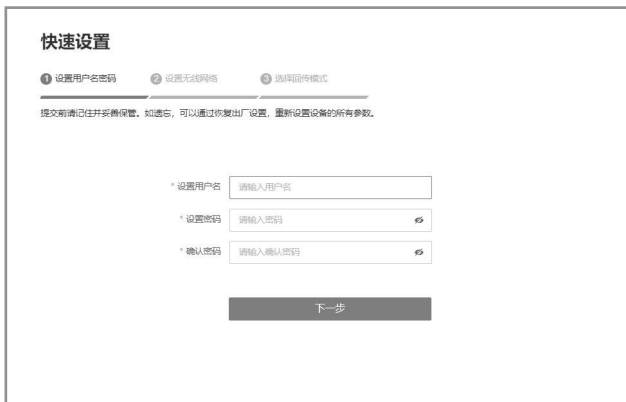 快速设置
1 设置用户名密码 2 设置无线网络 3 选择回传模式
提交前请记住并妥善保管。如遗忘，可以通过恢复出厂设置，重新设置设备的所有参数。
* 设置用户名 请输入用户名
* 设置密码 请输入密码
* 确认密码 请输入确认密码
下一步